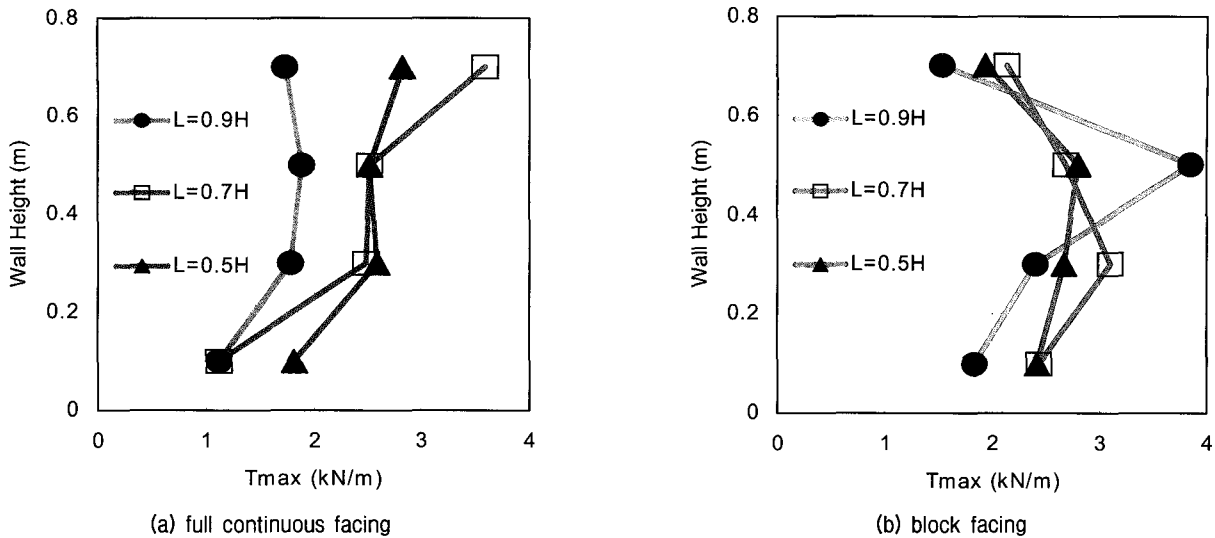 0.8
0.6
0.4
0.2
0
Wall Height (m)
L=0.9H
L=0.7H
L=0.5H
0 1 2 3 4
Tmax (kN/m)
(a) full continuous facing
0.8
0.6
0.4
0.2
0
Wall Height (m)
L=0.9H
L=0.7H
L=0.5H
0 1 2 3 4
Tmax (kN/m)
(b) block facing